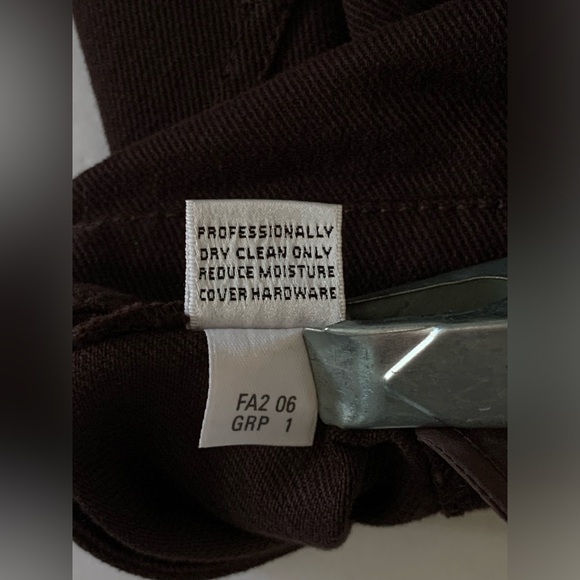 PROFESSIONALLY
DRY CLEAN ONLY
REDUCE MOISTURE
COVER HARDWARE
FA2 06
GRP 1